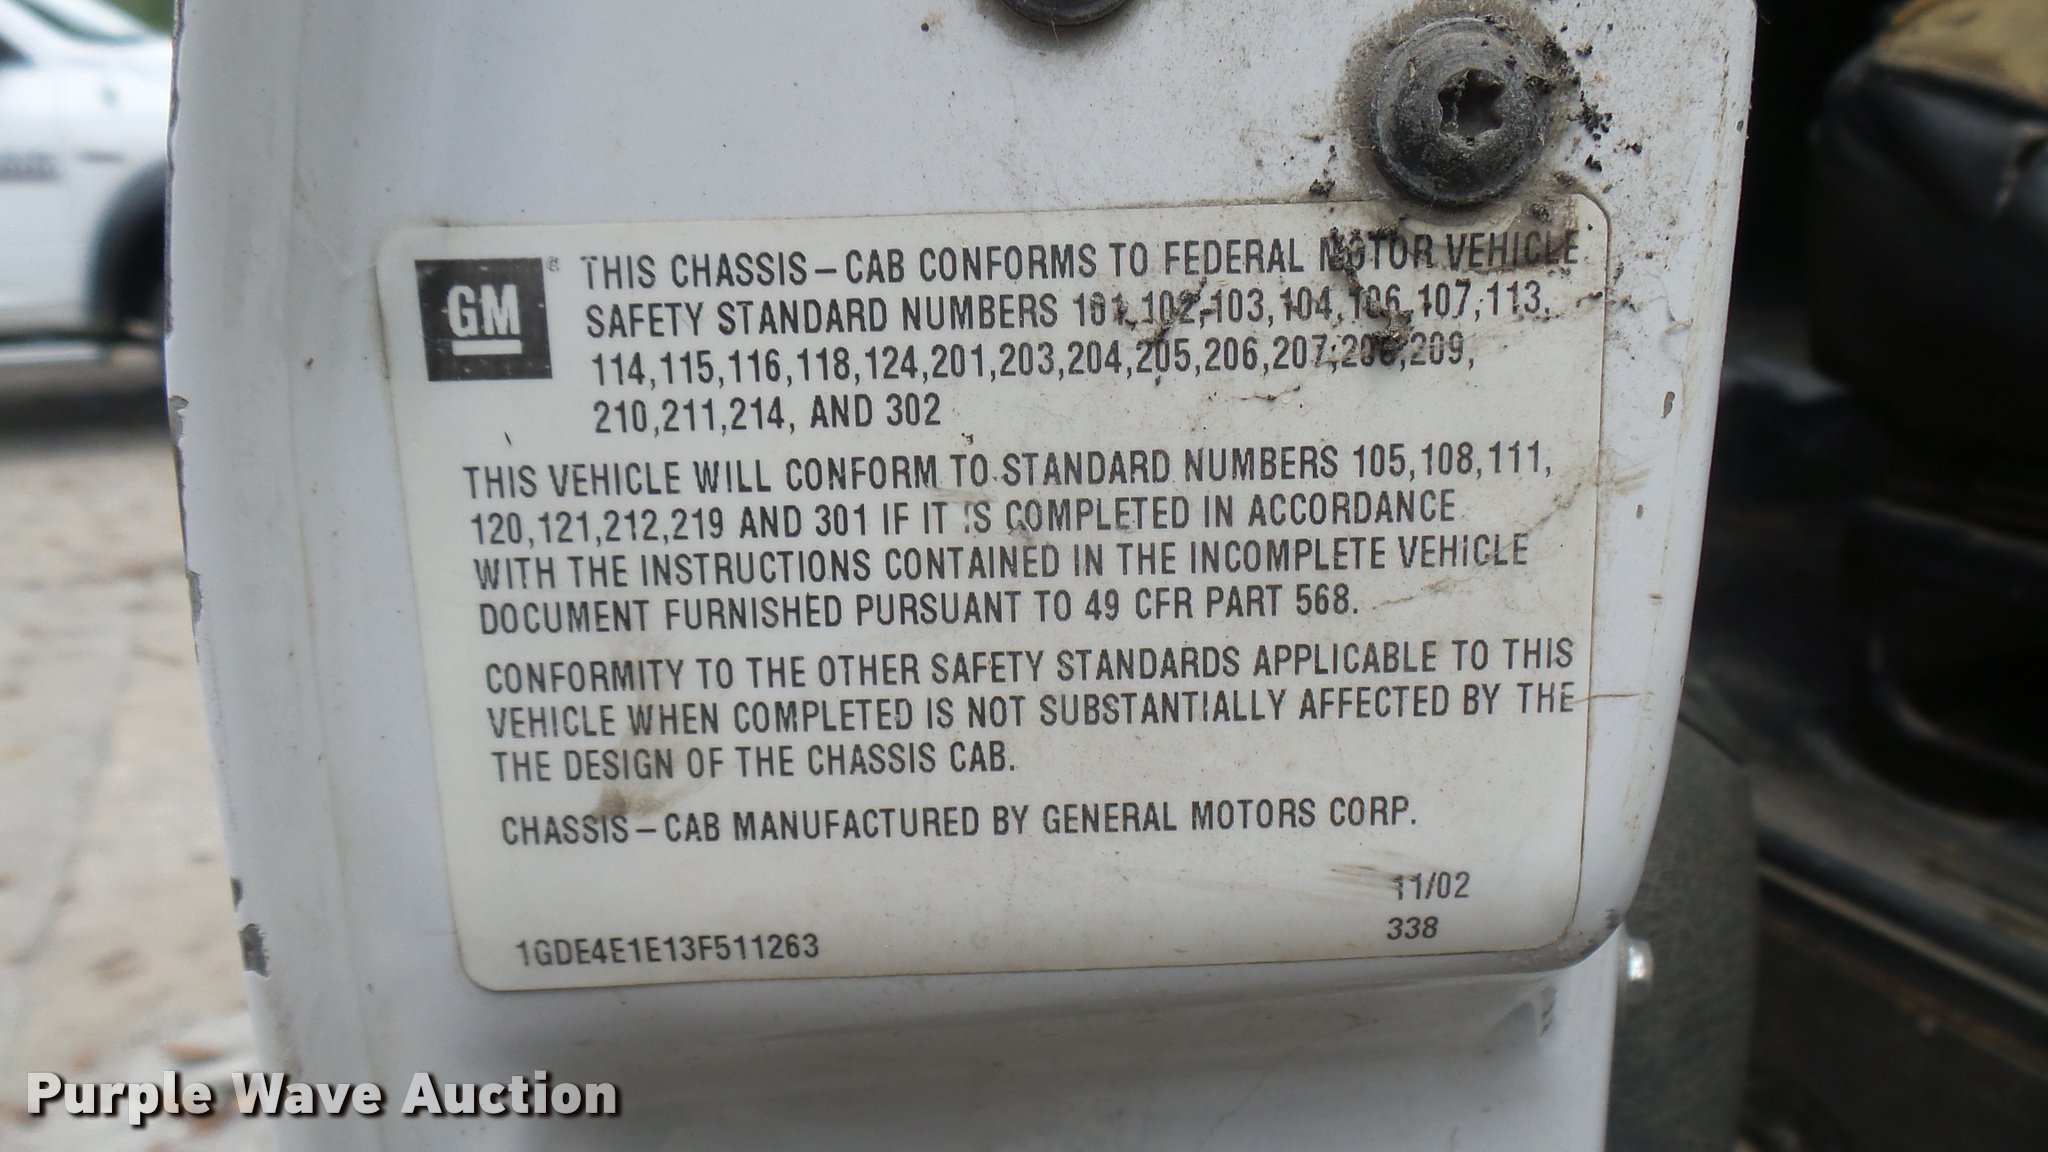 GM® THIS CHASSIS – CAB CONFORMS TO FEDERAL MOTOR VEHICLE
SAFETY STANDARD NUMBERS 101,102,103,104,106,107,113,
114,115,116,118,124,201,203,204,205,206,207,208,209,
210,211,214, AND 302
THIS VEHICLE WILL CONFORM TO STANDARD NUMBERS 105,108,111,
120,121,212,219 AND 301 IF IT IS COMPLETED IN ACCORDANCE
WITH THE INSTRUCTIONS CONTAINED IN THE INCOMPLETE VEHICLE
DOCUMENT FURNISHED PURSUANT TO 49 CFR PART 568.
CONFORMITY TO THE OTHER SAFETY STANDARDS APPLICABLE TO THIS
VEHICLE WHEN COMPLETED IS NOT SUBSTANTIALLY AFFECTED BY THE
THE DESIGN OF THE CHASSIS CAB.
CHASSIS – CAB MANUFACTURED BY GENERAL MOTORS CORP.
11/02
338
1GDE4E1E13F511263
Purple Wave Auction